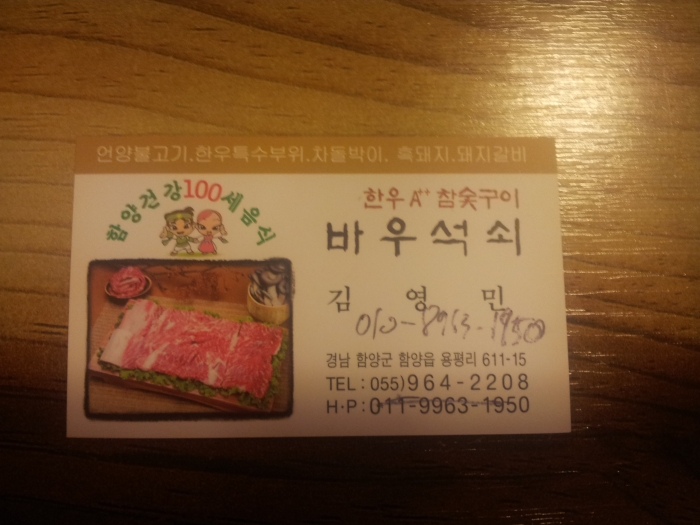 언양불고기.한우특수부위.차돌박이. 흑돼지.돼지갈비
함양건강100세음식
한우 A++ 참숯구이
바우석쇠
김영민
010-8963-1950
경남 함양군 함양읍 용평리 611-15
TEL : 055)964-2208
H·P : 011-9963-1950